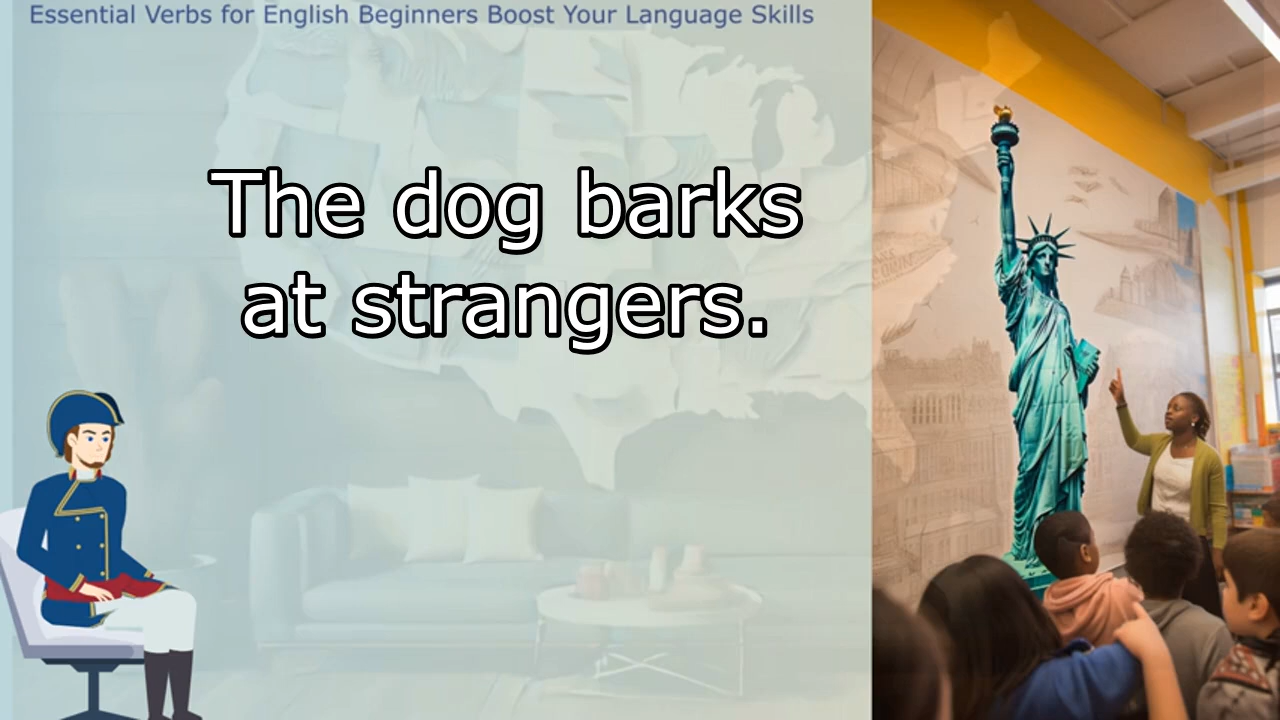 Essential Verbs for English Beginners Boost Your Language Skills
The dog barks
at strangers.